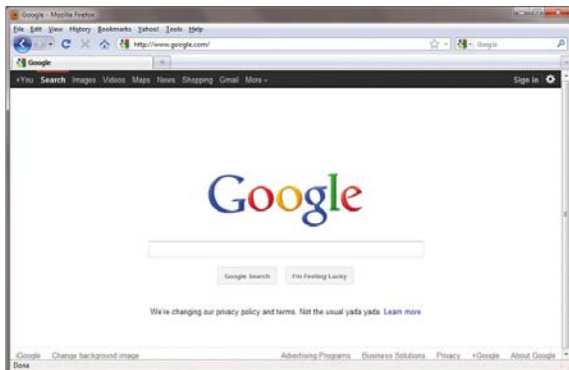 Google - Mozilla Firefox
File Edit View History Bookmarks Yahoo! Tools Help
http://www.google.com/
Google
Google
+You Search Images Videos Maps News Shopping Gmail More
Sign in
Google
Google Search I'm Feeling Lucky
We're changing our privacy policy and terms. Not the usual yada yada. Learn more
iGoogle Change background image Advertising Programs Business Solutions Privacy +Google About Google
Done